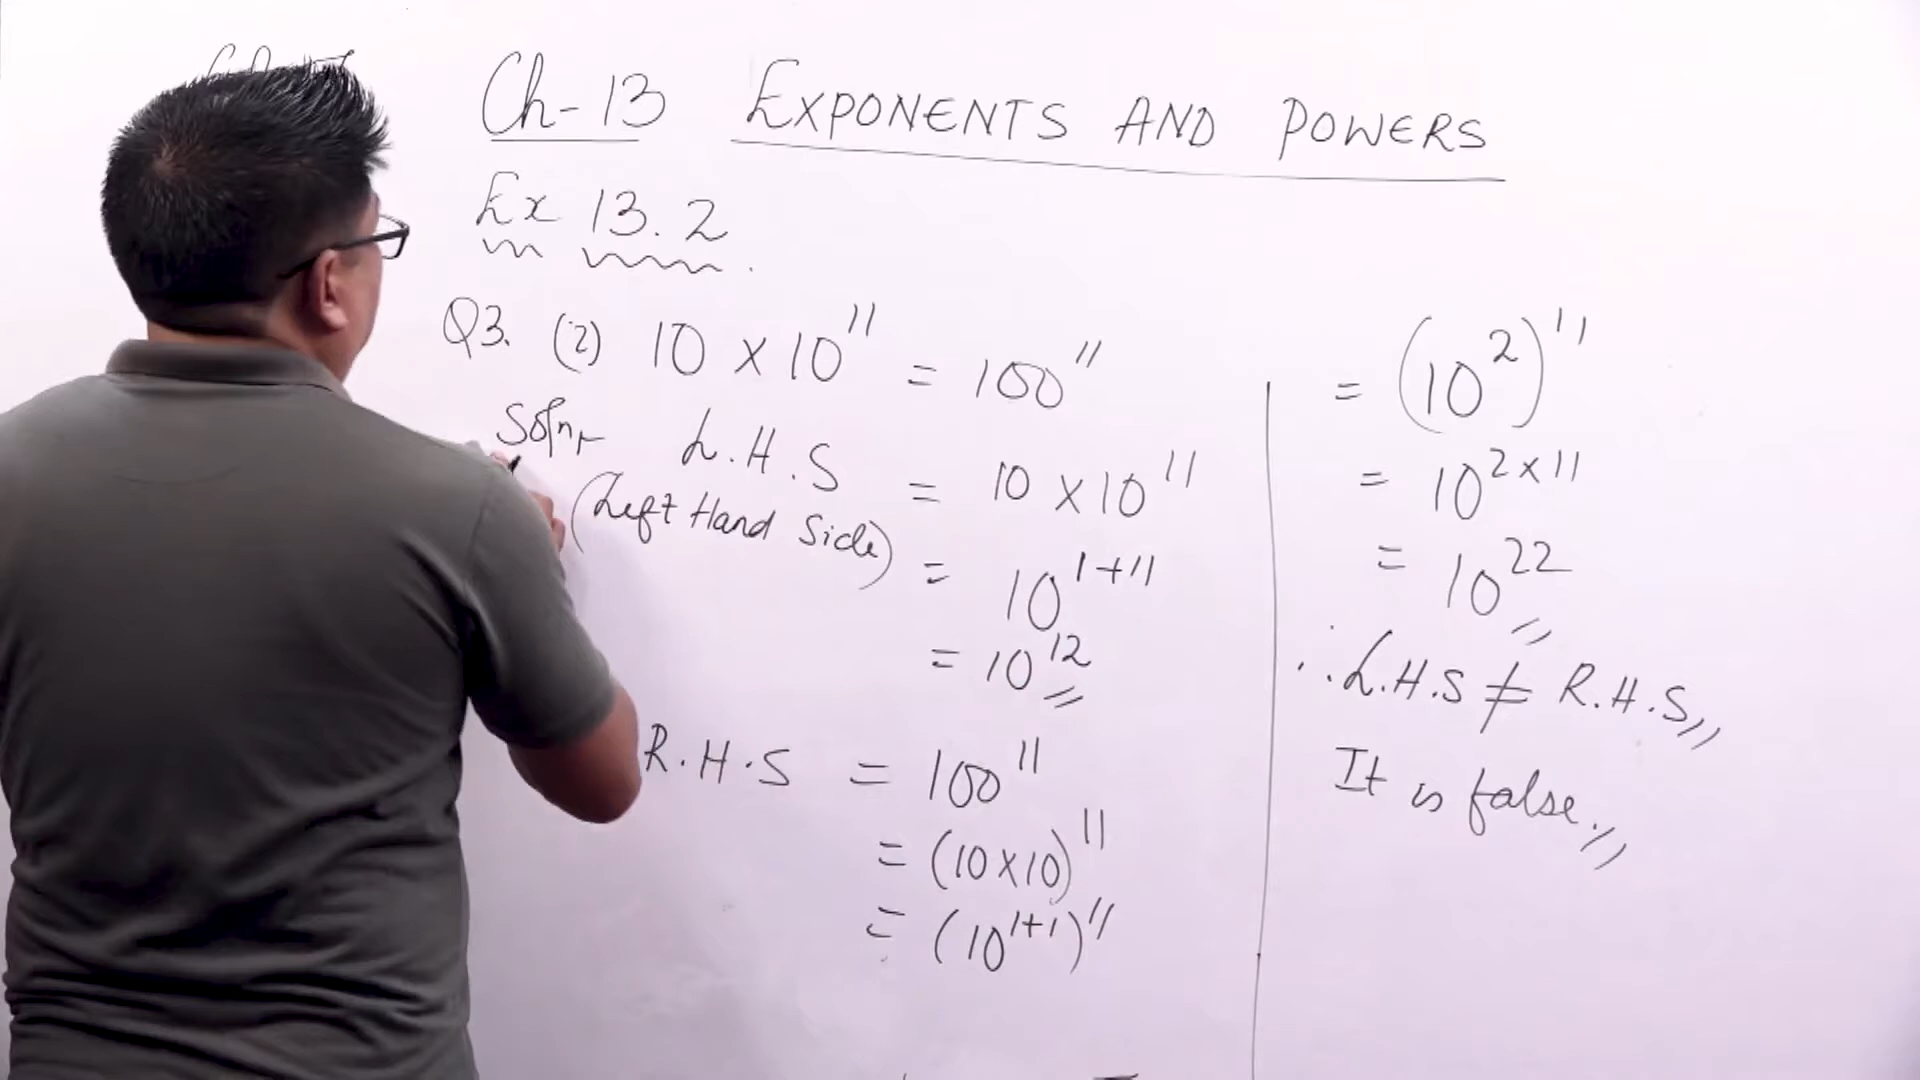 Ch-13 EXPONENTS AND POWERS
Ex 13.2
Q3. (i) 10 × 10¹¹ = 100¹¹
Soln L.H.S = 10 × 10¹¹
(Left Hand Side)
= 10¹⁺¹¹
= 10¹²
R.H.S = 100¹¹
= (10×10)¹¹
= (10¹⁺¹)¹¹
= (10²)¹¹
= 10²ˣ¹¹
= 10²²
∴ L.H.S ≠ R.H.S
It is false.